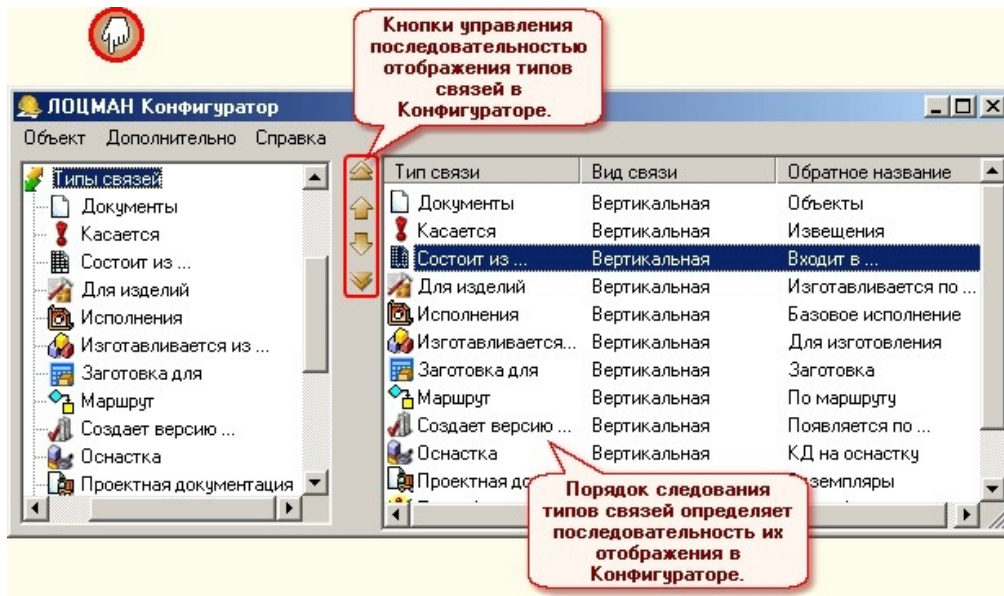 Кнопки управления
последовательностью
отображения типов
связей в
Конфигураторе.
ЛОЦМАН Конфигуратор
Объект Дополнительно Справка
Типы связей
Документы
Касается
Состоит из ...
Для изделий
Исполнения
Изготавливается из ...
Заготовка для
Маршрут
Создает версию ...
Оснастка
Проектная документация
Тип связи Вид связи Обратное название
Документы Вертикальная Объекты
Касается Вертикальная Извещения
Состоит из ... Вертикальная Входит в ...
Для изделий Вертикальная Изготавливается по ...
Исполнения Вертикальная Базовое исполнение
Изготавливается... Вертикальная Для изготовления
Заготовка для Вертикальная Заготовка
Маршрут Вертикальная По маршруту
Создает версию ... Вертикальная Появляется по ...
Оснастка Вертикальная КД на оснастку
Проектная
Порядок следования
типов связей определяет
последовательность их
отображения в
Конфигураторе.